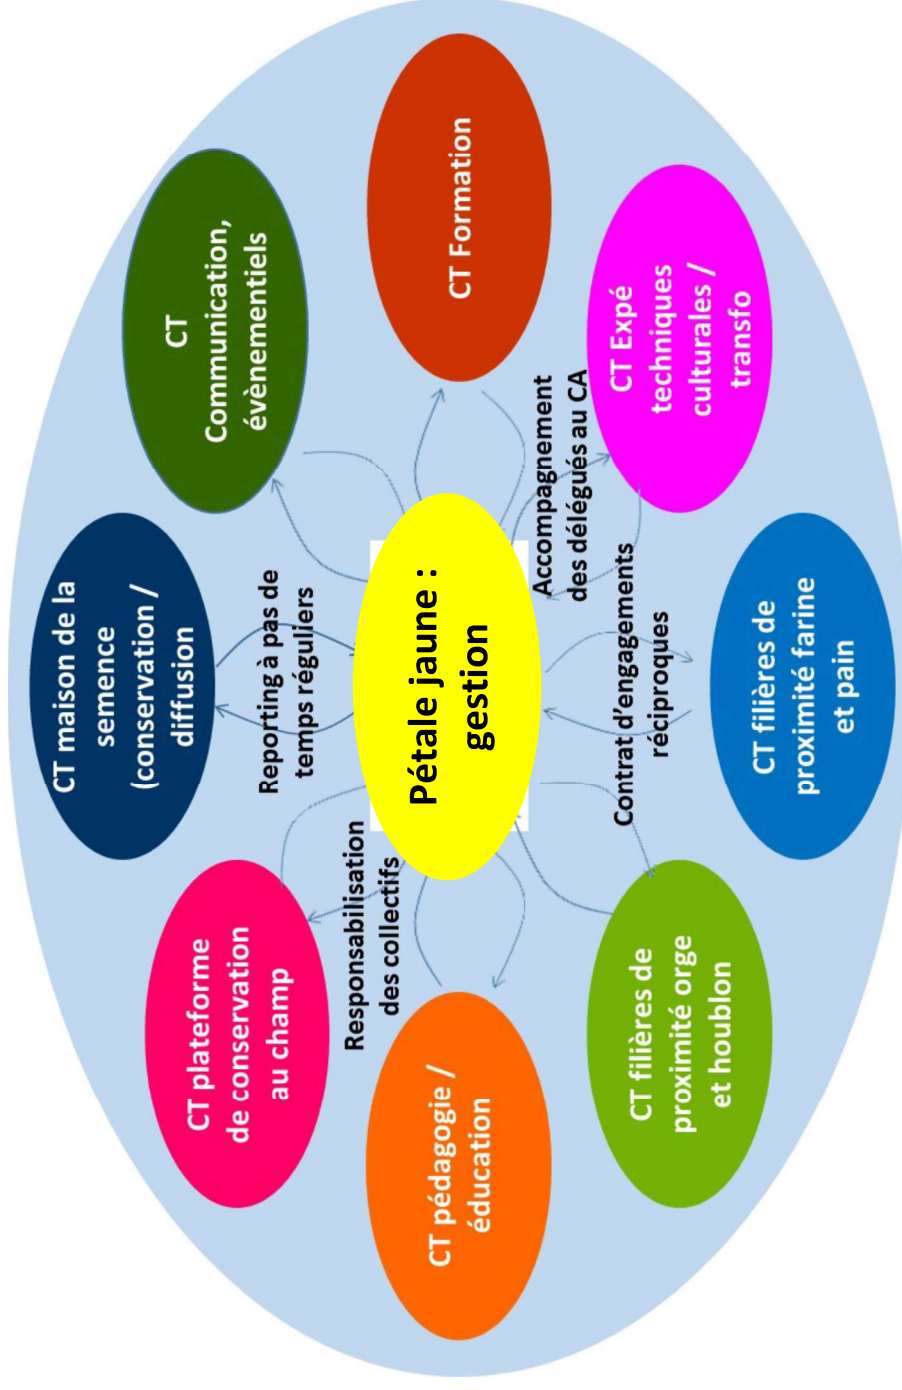 CT maison de la
semence
(conservation /
diffusion
CT plateforme
de conservation
au champ
CT
Communication,
évènementiels
Reporting à pas de
temps réguliers
Responsabilisation
des collectifs
CT pédagogie /
éducation
Pétale jaune :
gestion
CT Formation
Accompagnement
des délégués au CA
Contrat d'engagements
réciproques
CT filières de
proximité orge
et houblon
CT filières de
proximité farine
et pain
CT Expé
techniques
culturales /
transfo